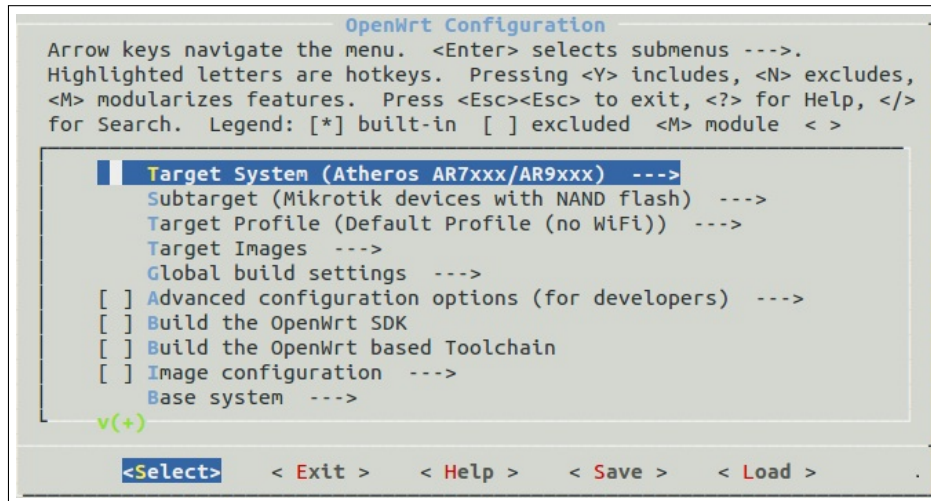 OpenWrt Configuration
Arrow keys navigate the menu.  <Enter> selects submenus --->.
Highlighted letters are hotkeys.  Pressing <Y> includes, <N> excludes,
<M> modularizes features.  Press <Esc><Esc> to exit, <?> for Help, </>
for Search.  Legend: [*] built-in  [ ] excluded  <M> module  < >
Target System (Atheros AR7xxx/AR9xxx)  --->
Subtarget (Mikrotik devices with NAND flash)  --->
Target Profile (Default Profile (no WiFi))  --->
Target Images  --->
Global build settings  --->
[ ] Advanced configuration options (for developers)  --->
[ ] Build the OpenWrt SDK
[ ] Build the OpenWrt based Toolchain
[ ] Image configuration  --->
Base system  --->
v(+)
<Select>    < Exit >    < Help >    < Save >    < Load >